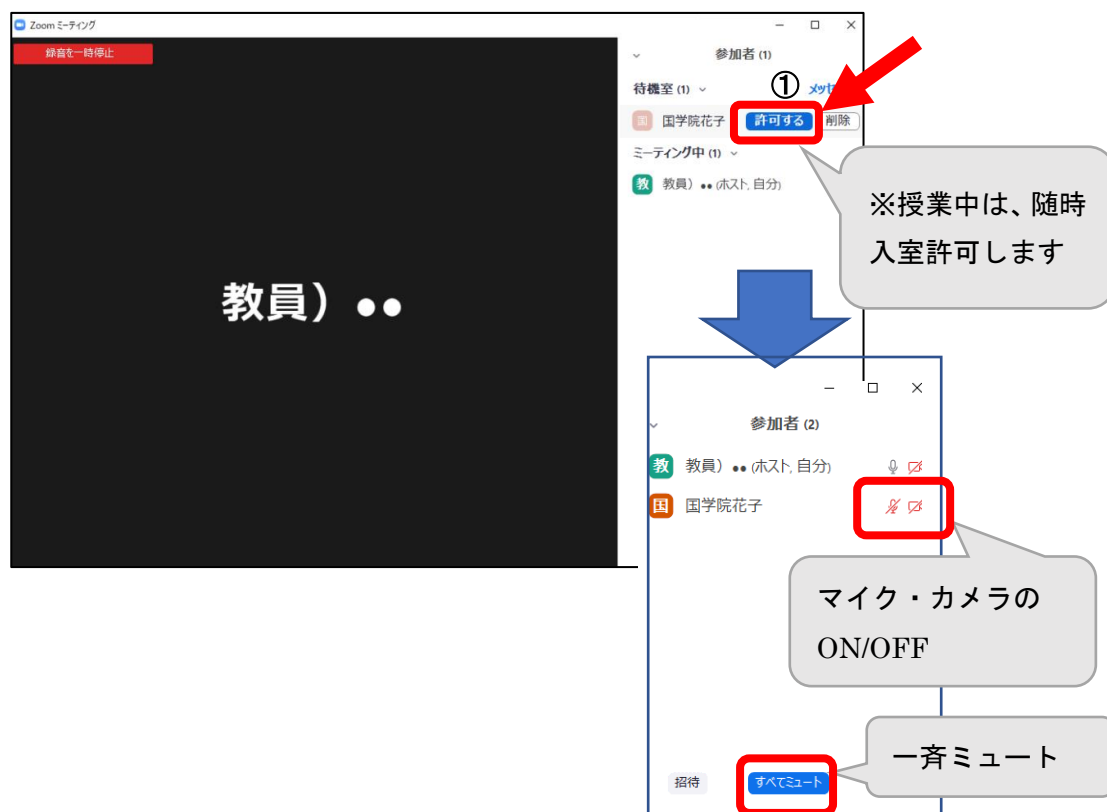 Zoom ミーティング
録音を一時停止
参加者 (1)
待機室 (1)
①
国学院花子 許可する 削除
ミーティング中 (1)
国
教 教員）●● (ホスト, 自分)
※授業中は、随時
入室許可します
教員）●●
参加者 (2)
教 教員）●● (ホスト, 自分)
国 国学院花子
マイク・カメラの
ON/OFF
一斉ミュート
招待 すべてミュート